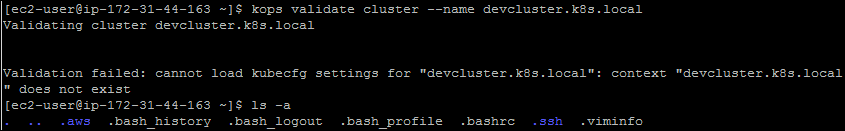 [ec2-user@ip-172-31-44-163 ~]$ kops validate cluster --name devcluster.k8s.local
Validating cluster devcluster.k8s.local
Validation failed: cannot load kubecfg settings for "devcluster.k8s.local": context "devcluster.k8s.local
" does not exist
[ec2-user@ip-172-31-44-163 ~]$ ls -a
.  ..  .aws  .bash_history  .bash_logout  .bash_profile  .bashrc  .ssh  .viminfo